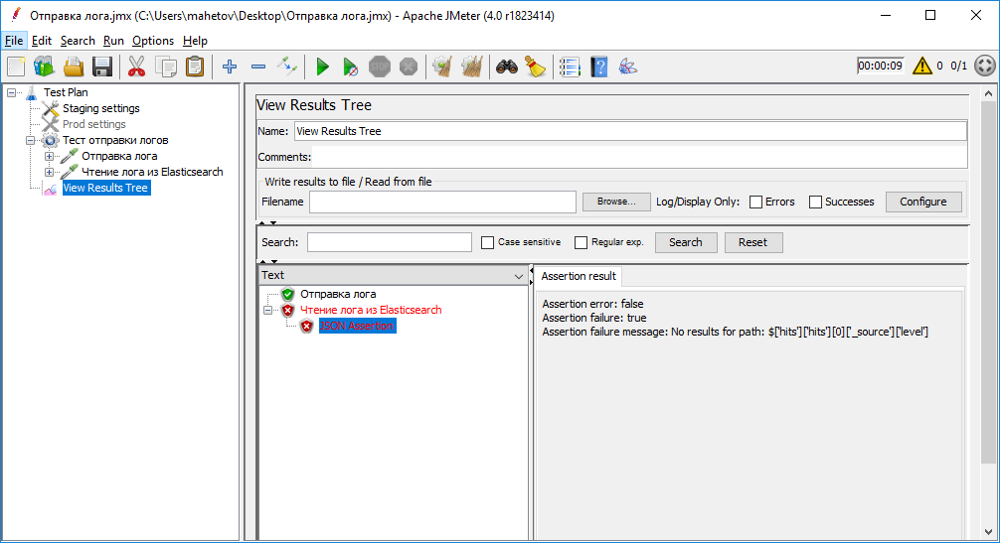 Отправка лога.jmx (C:\Users\mahetov\Desktop\Отправка лога.jmx) - Apache JMeter (4.0 r1823414)
File Edit Search Run Options Help
STOP 00:00:09 0 0/1
Test Plan
Staging settings
Prod settings
Тест отправки логов
Отправка лога
Чтение лога из Elasticsearch
View Results Tree
View Results Tree
Name: View Results Tree
Comments:
Write results to file / Read from file
Filename Browse... Log/Display Only: Errors Successes Configure
Search: Case sensitive Regular exp. Search Reset
Text
Отправка лога
Чтение лога из Elasticsearch
JSON Assertion
Assertion result
Assertion error: false
Assertion failure: true
Assertion failure message: No results for path: $['hits']['hits'][0]['_source']['level']